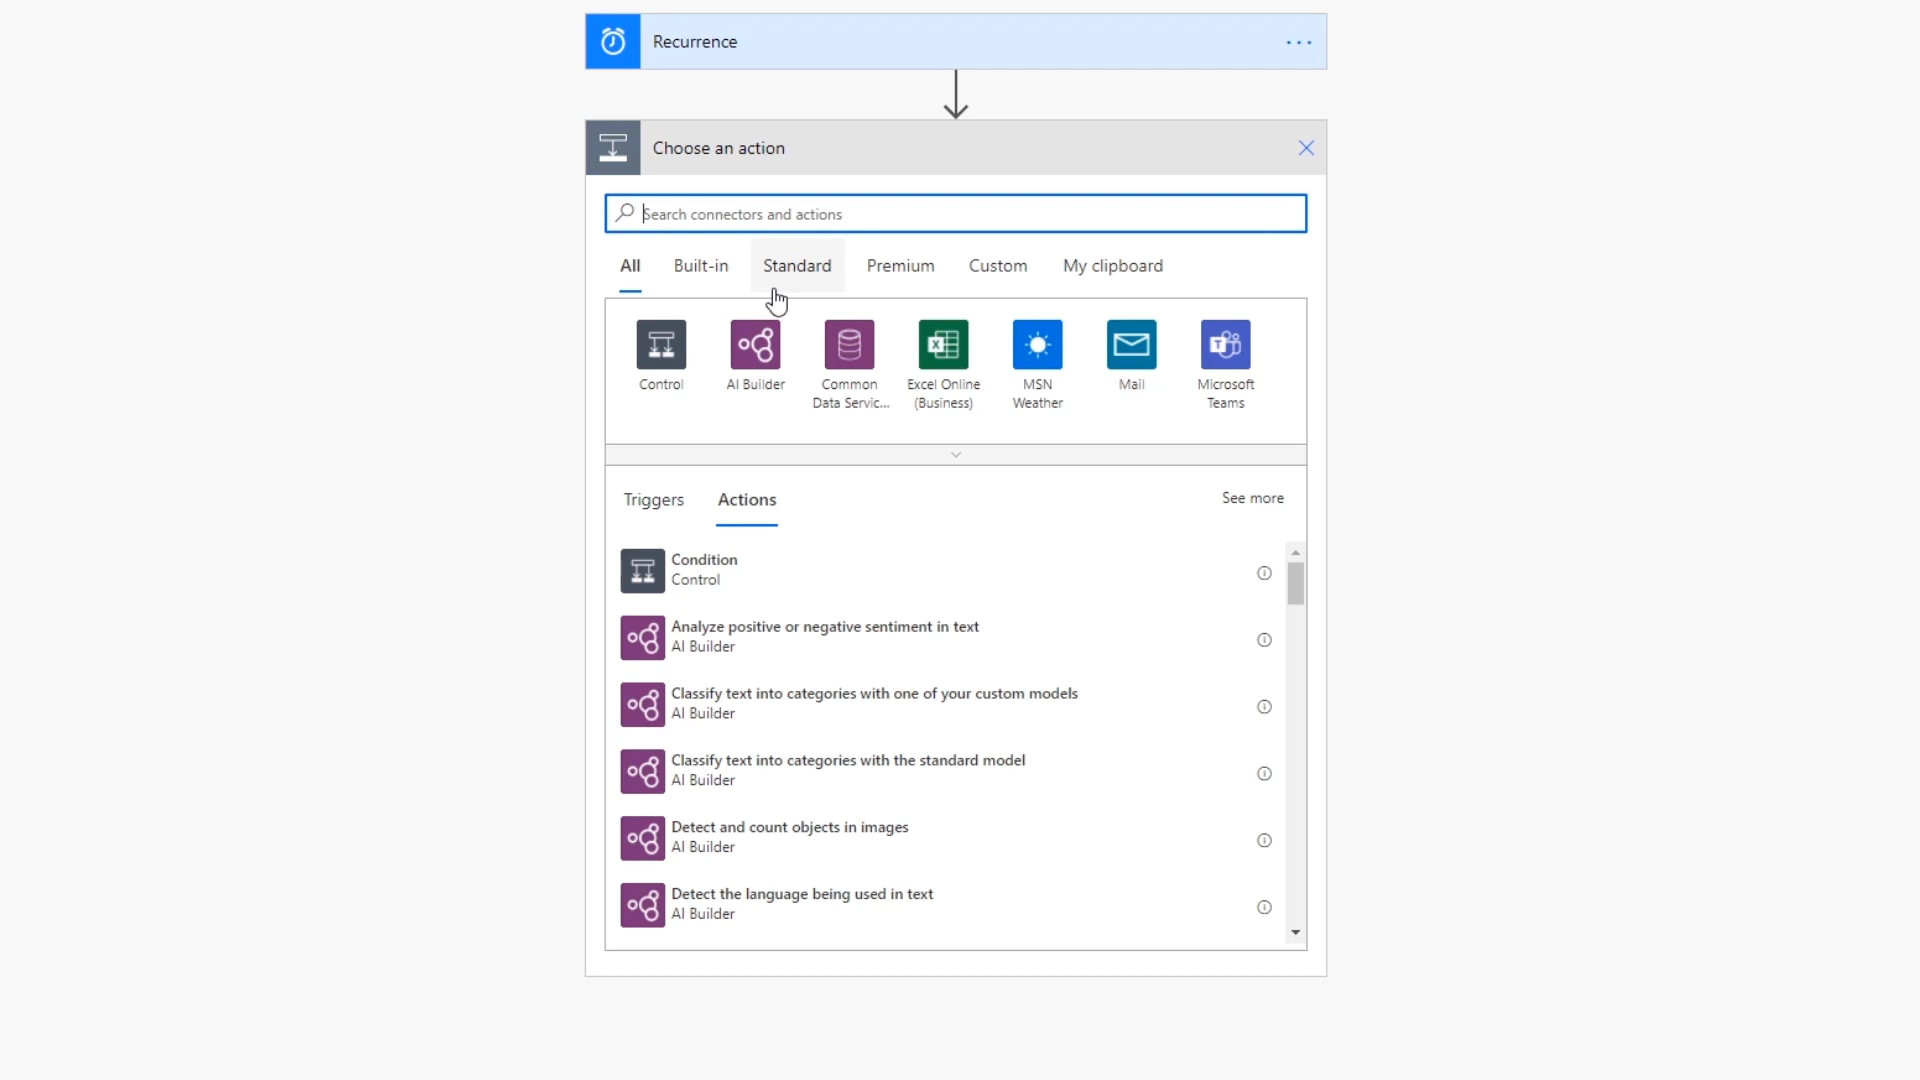 Recurrence
Choose an action
Search connectors and actions
All Built-in Standard Premium Custom My clipboard
Control AI Builder Common Data Servic... Excel Online (Business) MSN Weather Mail Microsoft Teams
Triggers Actions See more
Condition
Control
Analyze positive or negative sentiment in text
AI Builder
Classify text into categories with one of your custom models
AI Builder
Classify text into categories with the standard model
AI Builder
Detect and count objects in images
AI Builder
Detect the language being used in text
AI Builder